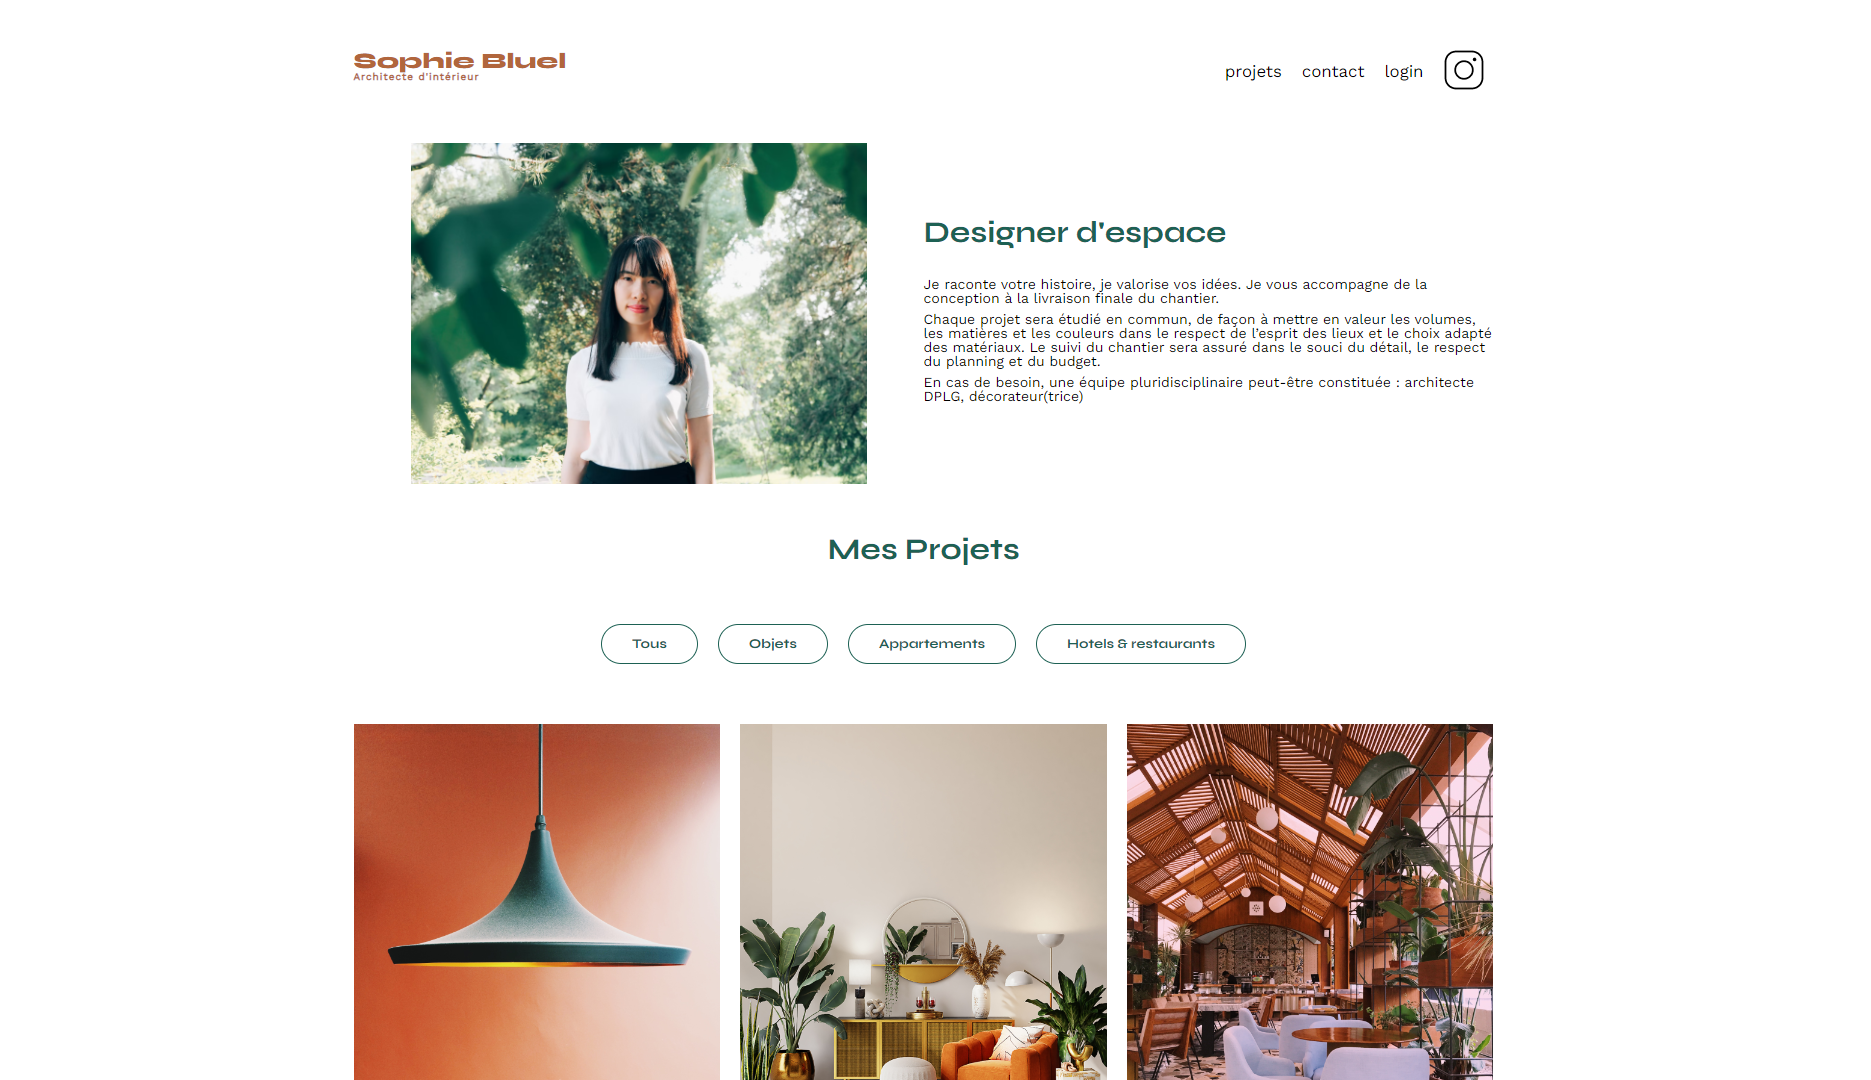 Sophie Bluel
Architecte d'intérieur
projets
contact
login
Designer d'espace
Je raconte votre histoire, je valorise vos idées. Je vous accompagne de la
conception à la livraison finale du chantier.
Chaque projet sera étudié en commun, de façon à mettre en valeur les volumes,
les matières et les couleurs dans le respect de l’esprit des lieux et le choix adapté
des matériaux. Le suivi du chantier sera assuré dans le souci du détail, le respect
du planning et du budget.
En cas de besoin, une équipe pluridisciplinaire peut-être constituée : architecte
DPLG, décorateur(trice)
Mes Projets
Tous
Objets
Appartements
Hotels & restaurants